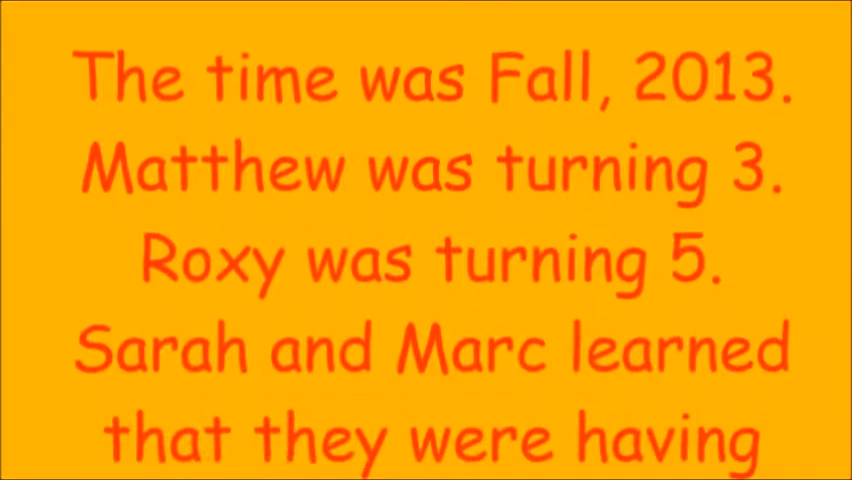 The time was Fall, 2013.
Matthew was turning 3.
Roxy was turning 5.
Sarah and Marc learned
that they were having